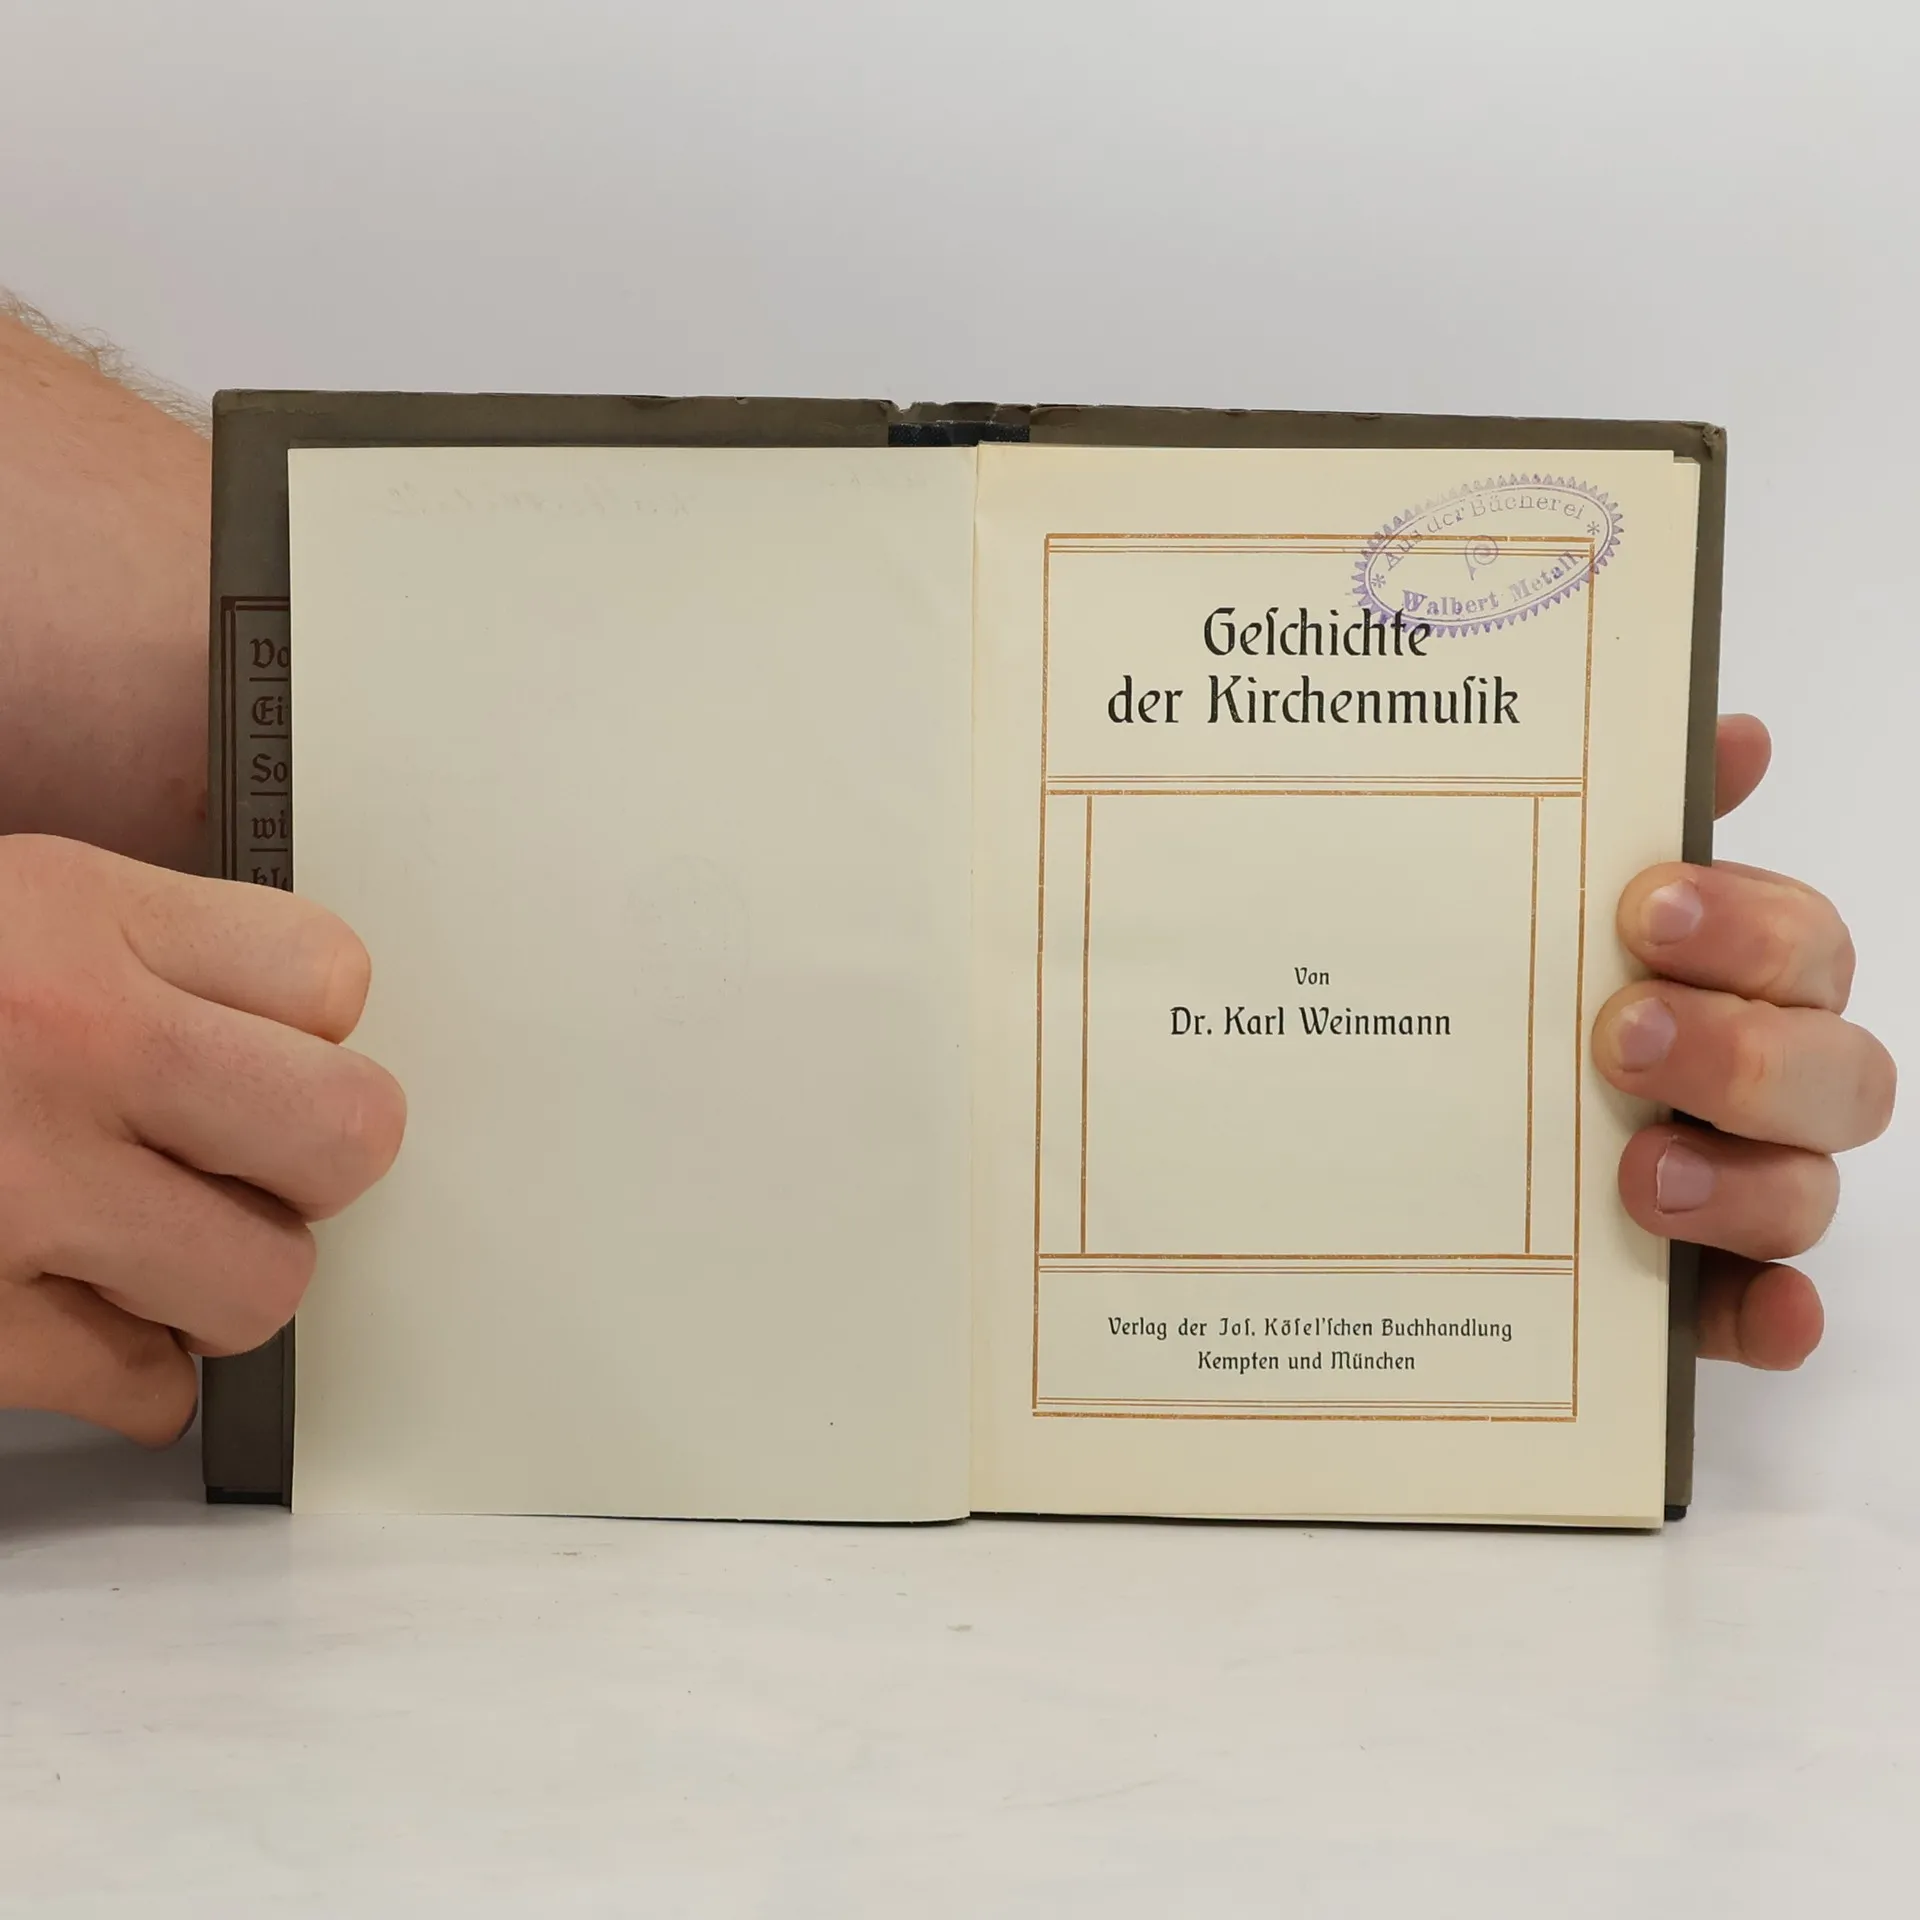 Aus der Bücherei
Walbert Metall.
Geſchichte
der Kirchenmuſik
Von
Dr. Karl Weinmann
Verlag der Joſ. Köſel'ſchen Buchhandlung
Kempten und München